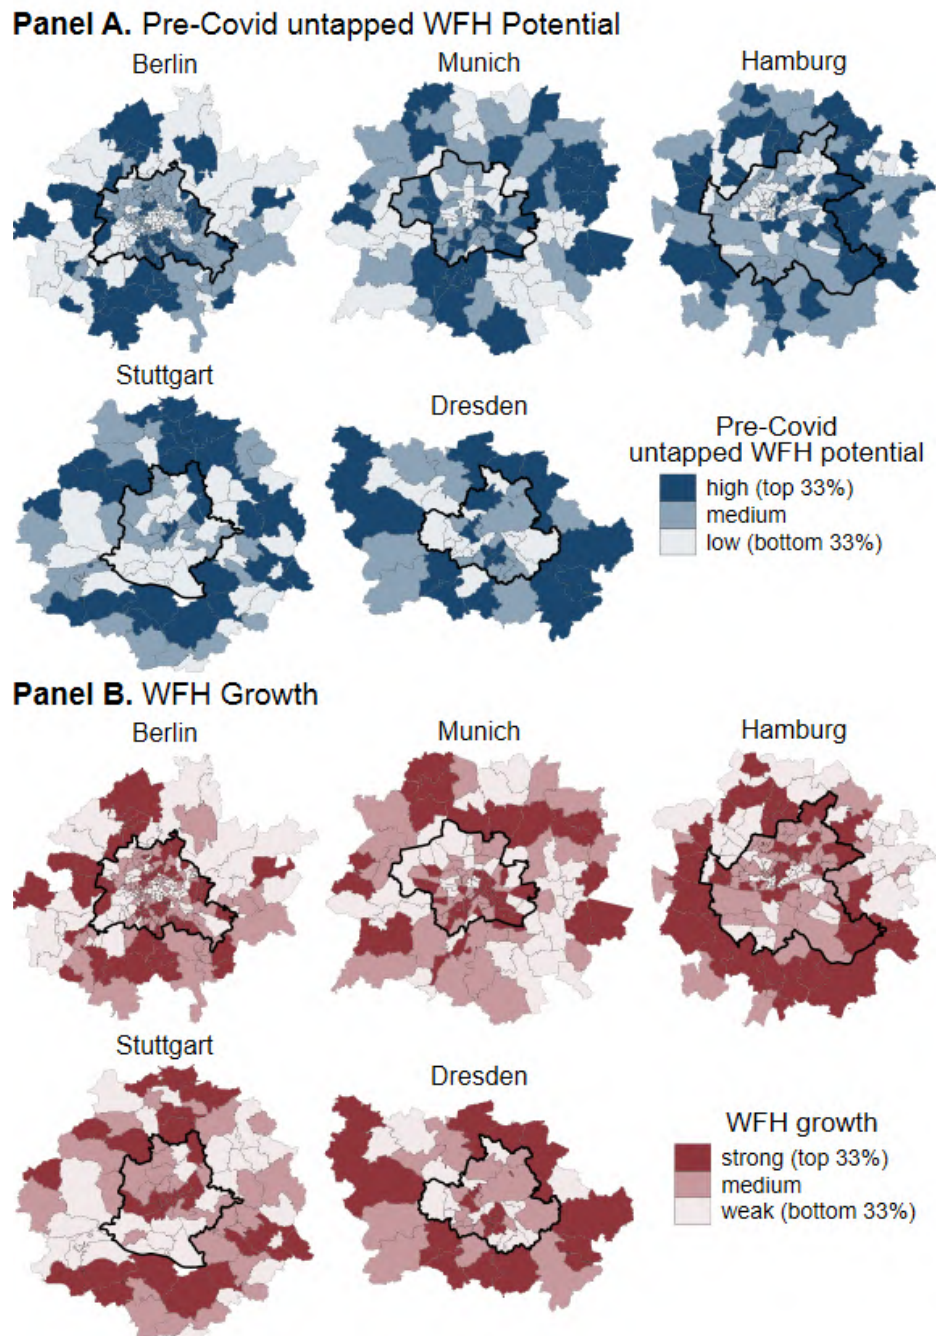 Panel A. Pre-Covid untapped WFH Potential
Berlin
Munich
Hamburg
Stuttgart
Dresden
Pre-Covid
untapped WFH potential
high (top 33%)
medium
low (bottom 33%)
Panel B. WFH Growth
Berlin
Munich
Hamburg
Stuttgart
Dresden
WFH growth
strong (top 33%)
medium
weak (bottom 33%)